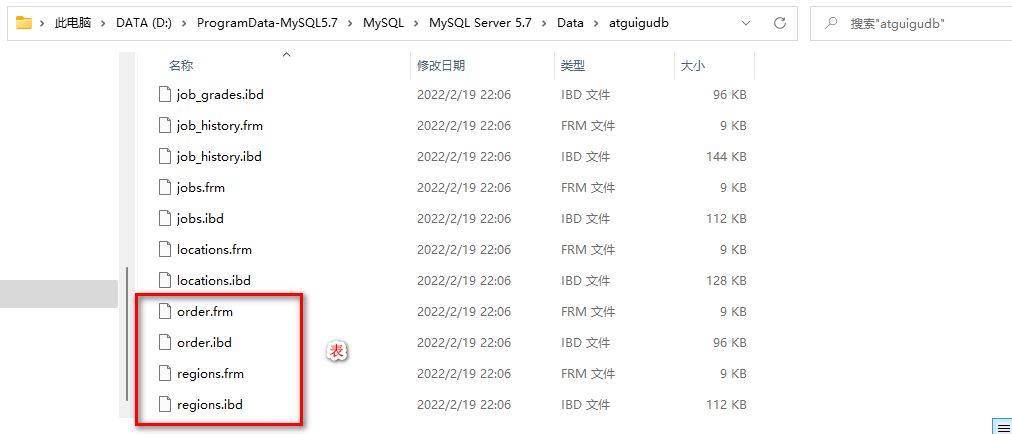 此电脑 > DATA (D:) > ProgramData-MySQL5.7 > MySQL > MySQL Server 5.7 > Data > atguigudb 搜索"atguigudb"
名称 修改日期 类型 大小
job_grades.ibd 2022/2/19 22:06 IBD 文件 96 KB
job_history.frm 2022/2/19 22:06 FRM 文件 9 KB
job_history.ibd 2022/2/19 22:06 IBD 文件 144 KB
jobs.frm 2022/2/19 22:06 FRM 文件 9 KB
jobs.ibd 2022/2/19 22:06 IBD 文件 112 KB
locations.frm 2022/2/19 22:06 FRM 文件 9 KB
locations.ibd 2022/2/19 22:06 IBD 文件 128 KB
order.frm 2022/2/19 22:06 FRM 文件 9 KB
order.ibd 2022/2/19 22:06 IBD 文件 96 KB
表
regions.frm 2022/2/19 22:06 FRM 文件 9 KB
regions.ibd 2022/2/19 22:06 IBD 文件 112 KB